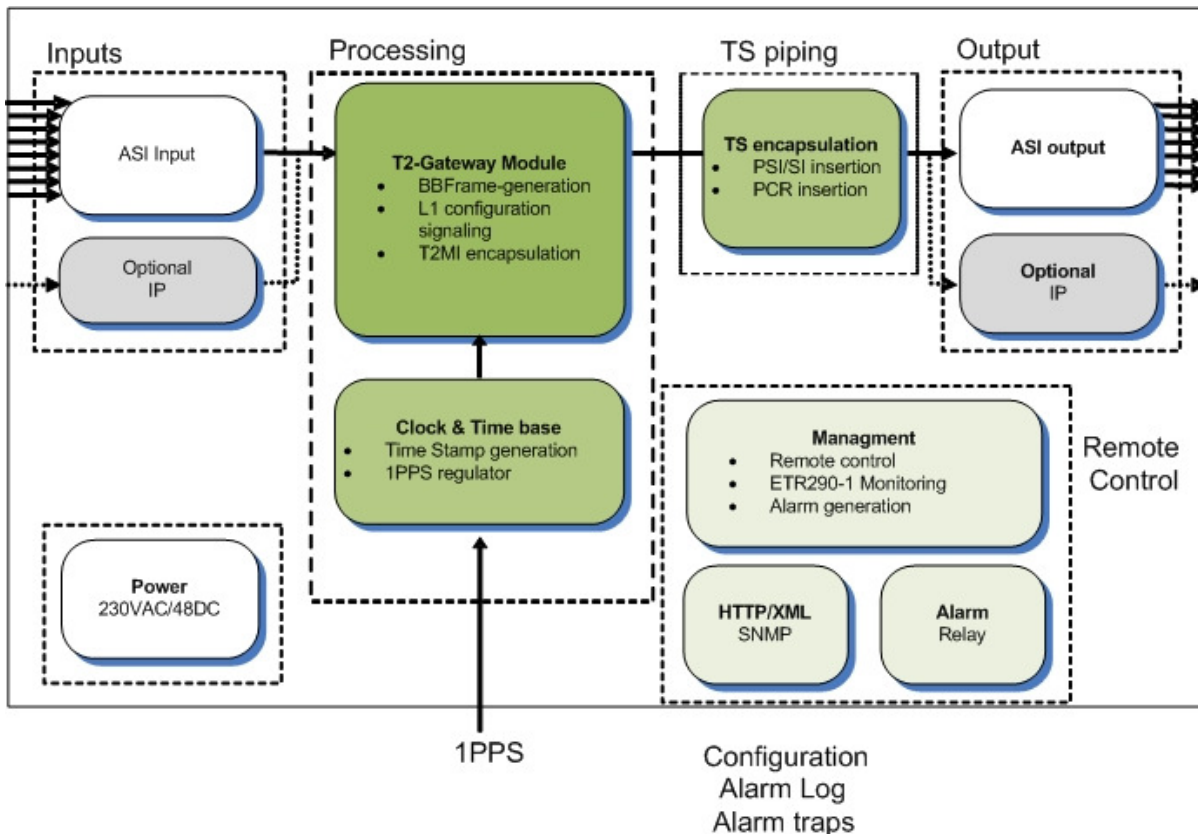 Inputs
Processing
TS piping
Output
ASI Input
Optional
IP
T2-Gateway Module
• BBFrame-generation
• L1 configuration
signaling
• T2MI encapsulation
TS encapsulation
• PSI/SI insertion
• PCR insertion
ASI output
Optional
IP
Clock & Time base
• Time Stamp generation
• 1PPS regulator
Managment
• Remote control
• ETR290-1 Monitoring
• Alarm generation
Remote
Control
Power
230VAC/48DC
HTTP/XML
SNMP
Alarm
Relay
1PPS
Configuration
Alarm Log
Alarm traps